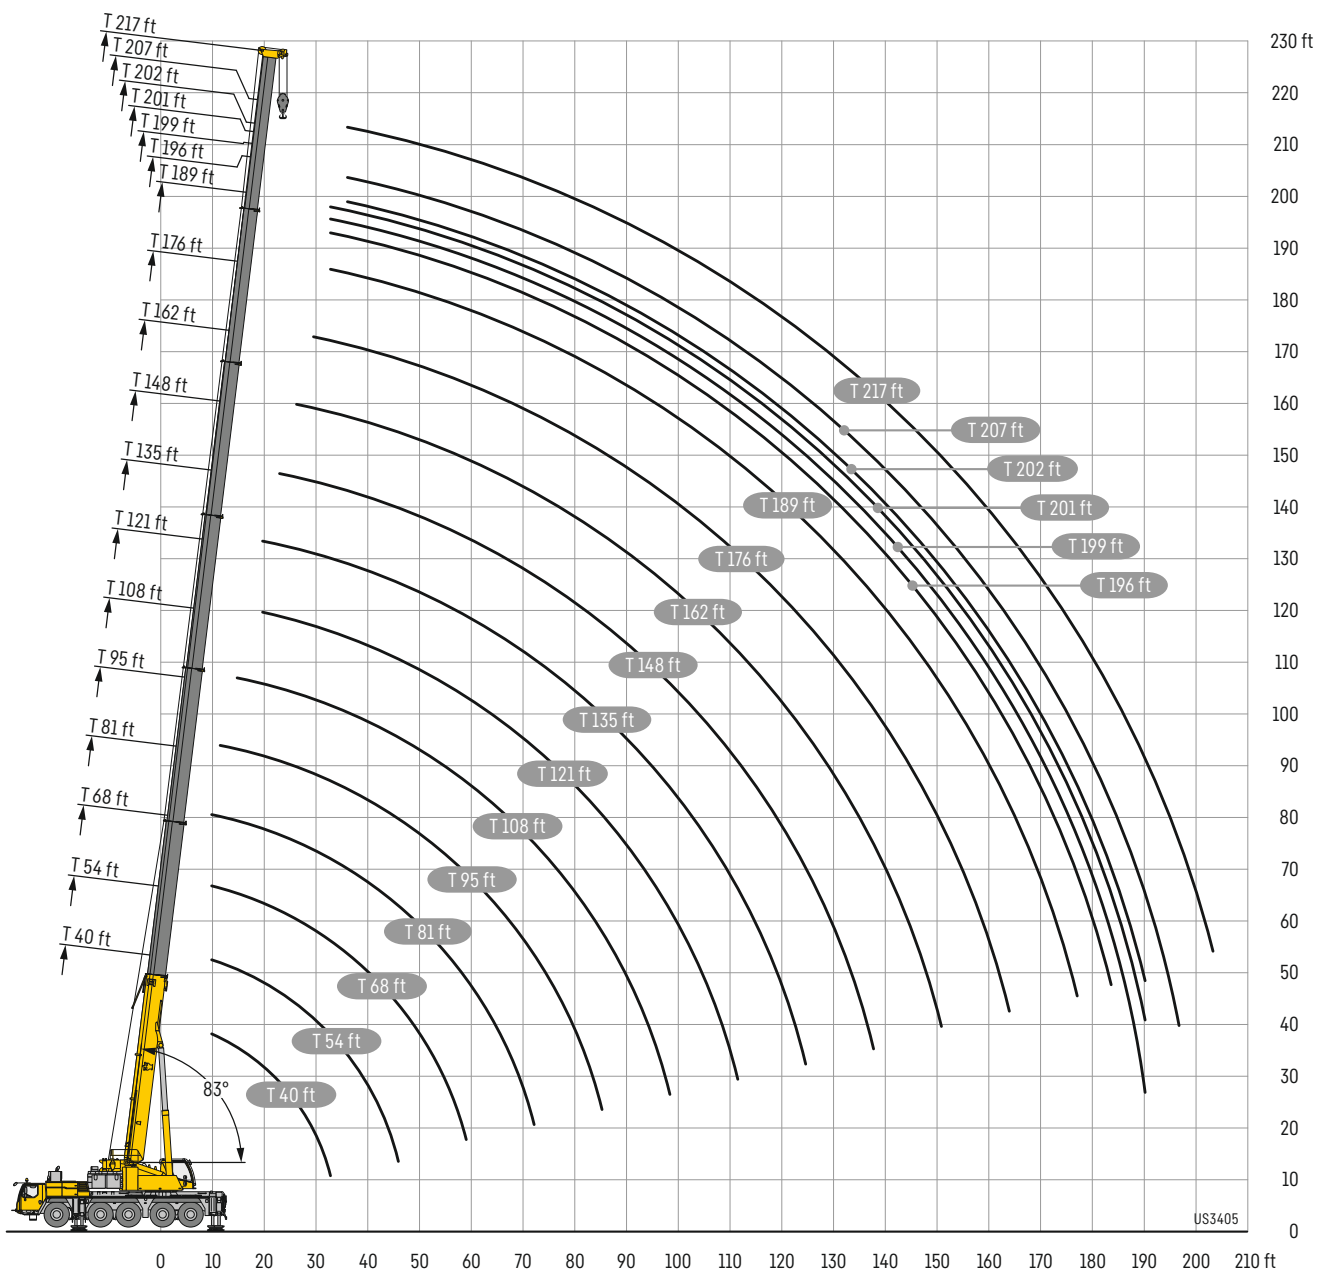 T 217 ft
T 207 ft
T 202 ft
T 201 ft
T 199 ft
T 196 ft
T 189 ft
T 176 ft
T 162 ft
T 148 ft
T 135 ft
T 121 ft
T 108 ft
T 95 ft
T 81 ft
T 68 ft
T 54 ft
T 40 ft
83°
T 217 ft
T 207 ft
T 202 ft
T 189 ft
T 201 ft
T 199 ft
T 176 ft
T 196 ft
T 162 ft
T 148 ft
T 135 ft
T 121 ft
T 108 ft
T 95 ft
T 81 ft
T 68 ft
T 54 ft
T 40 ft
230 ft
220
210
200
190
180
170
160
150
140
130
120
110
100
90
80
70
60
50
40
30
20
10
0
US3405
0 10 20 30 40 50 60 70 80 90 100 110 120 130 140 150 160 170 180 190 200 210 ft